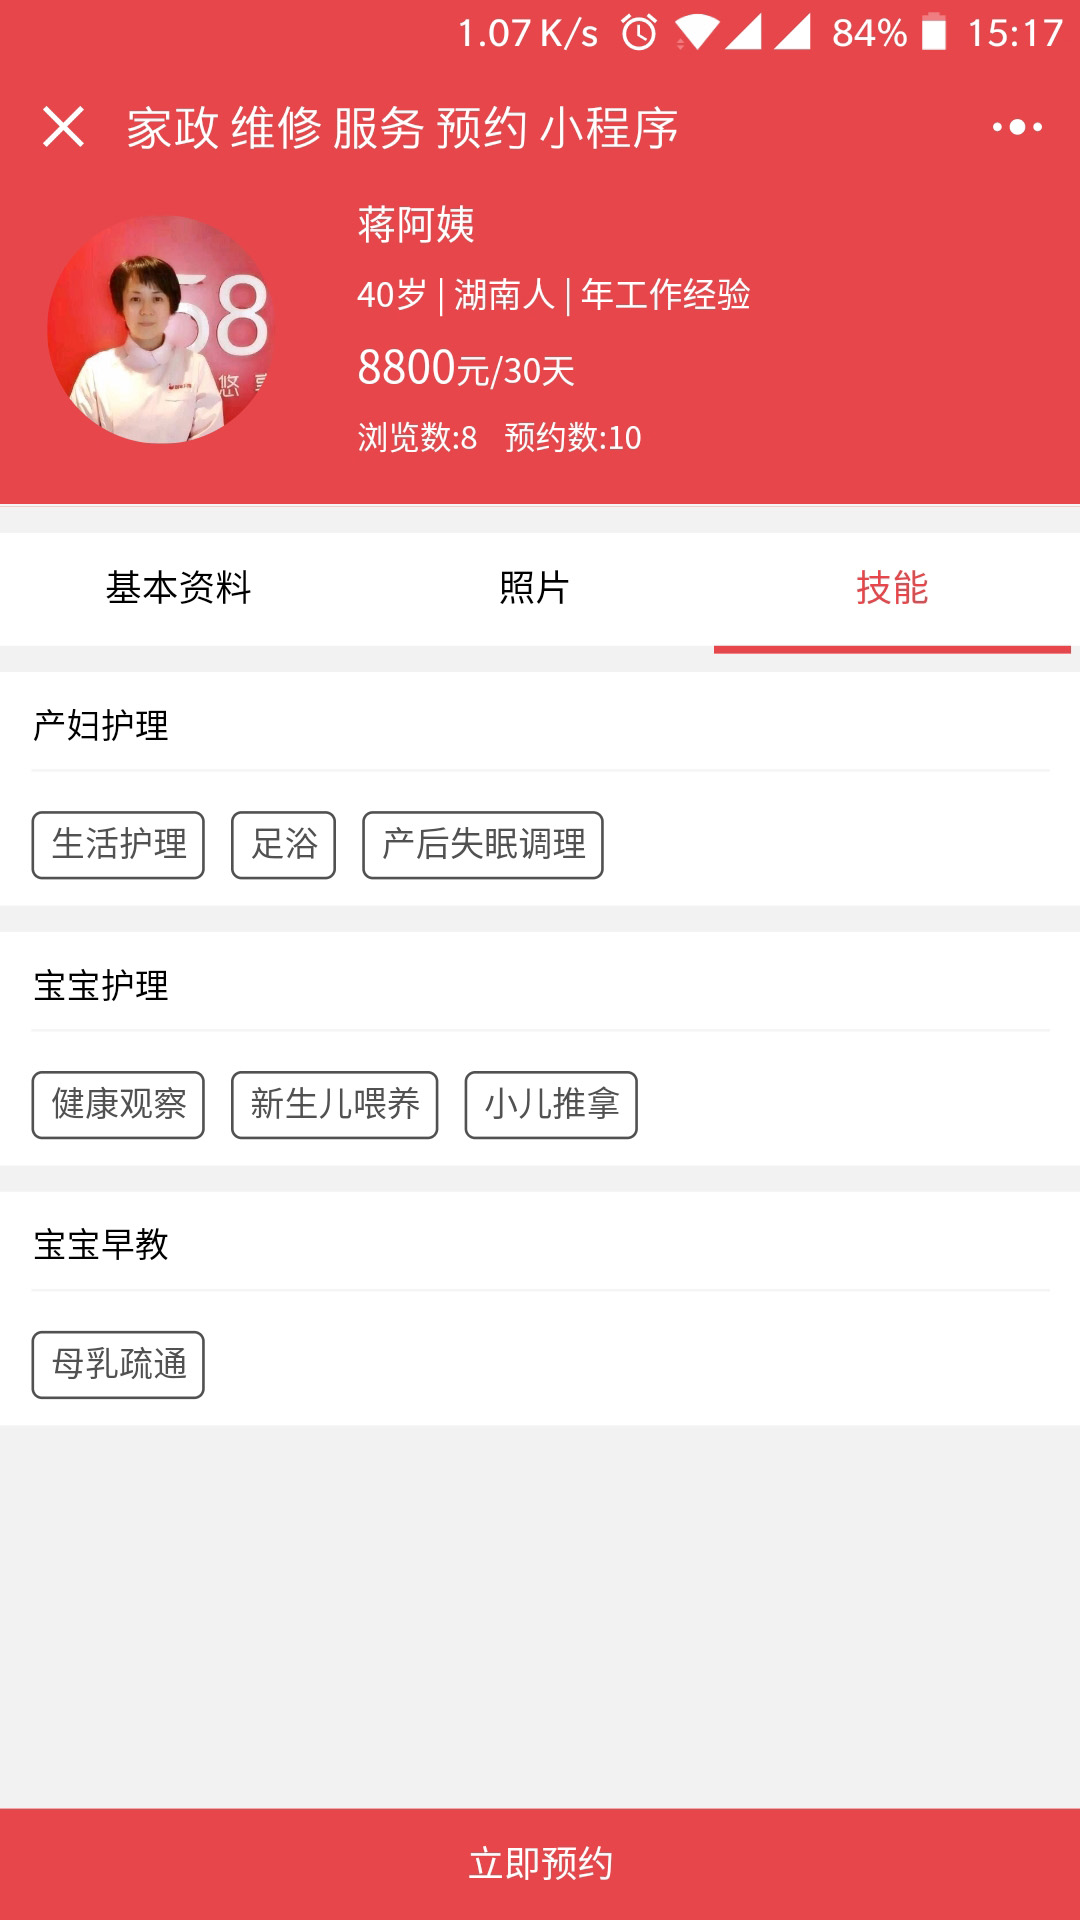 1.07 K/s 84% 15:17
家政 维修 服务 预约 小程序
蒋阿姨
40岁 | 湖南人 | 年工作经验
58
悠 享
8800元/30天
浏览数:8 预约数:10
基本资料 照片 技能
产妇护理
生活护理 足浴 产后失眠调理
宝宝护理
健康观察 新生儿喂养 小儿推拿
宝宝早教
母乳疏通
立即预约